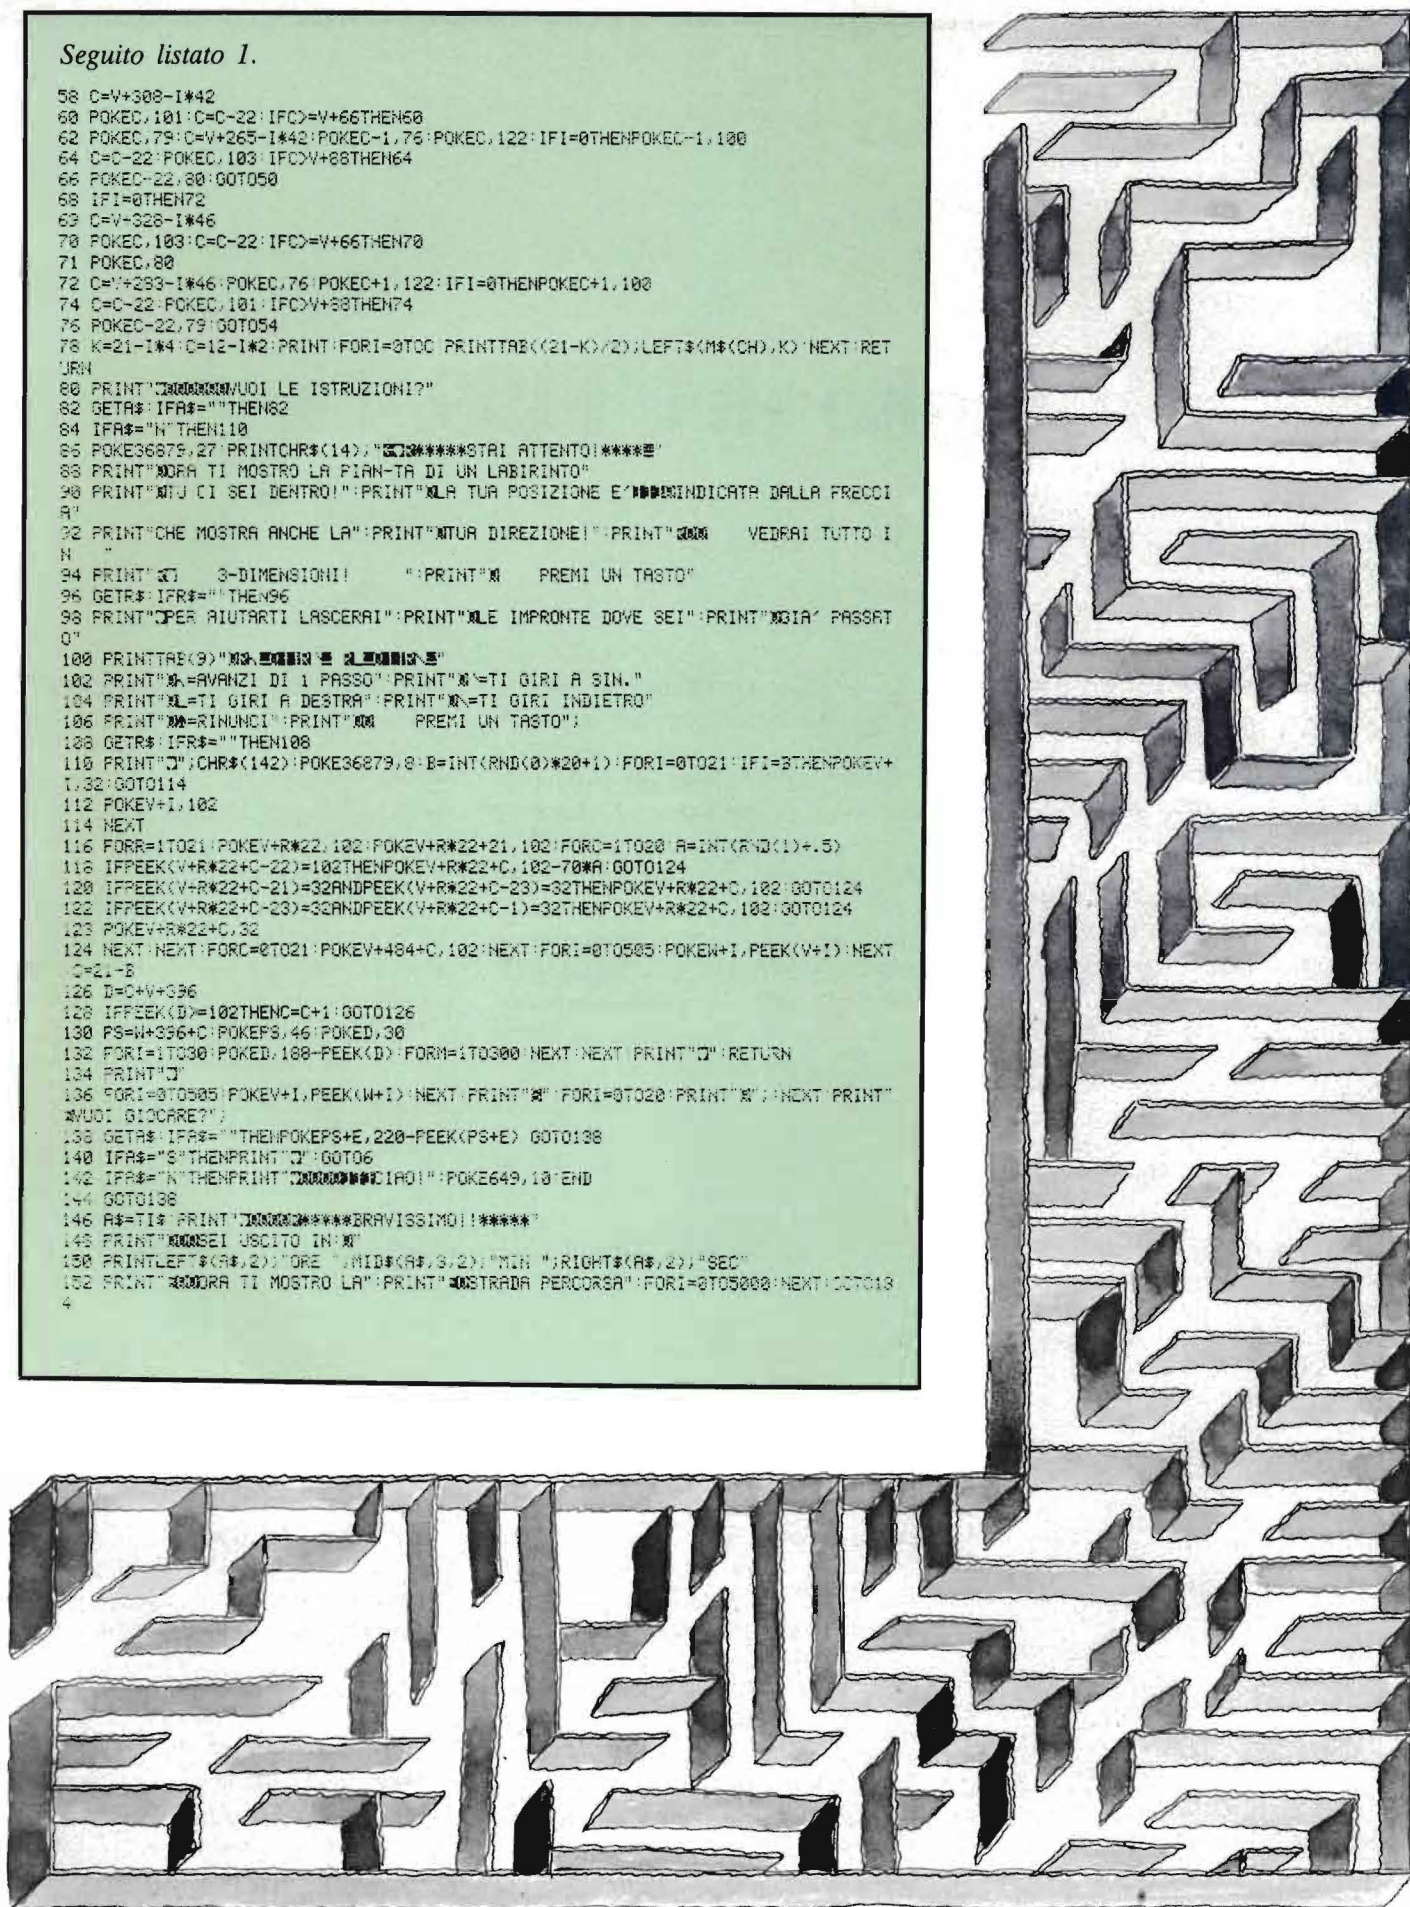 Seguito listato 1.
58 C=V+308-I*42
60 POKEC,101:C=C-22:IFC>=V+66THEN60
62 POKEC,79:C=V+265-I*42:POKEC-1,76:POKEC,122:IFI=0THENPOKEC-1,100
64 C=C-22:POKEC,103:IFC>V+88THEN64
66 POKEC-22,80:GOTO50
68 IFI=0THEN72
69 C=V+328-I*46
70 POKEC,103:C=C-22:IFC>=V+66THEN70
71 POKEC,80
72 C=V+283-I*46:POKEC,76:POKEC+1,122:IFI=0THENPOKEC+1,100
74 C=C-22:POKEC,101:IFC>V+88THEN74
76 POKEC-22,79:GOTO54
78 K=21-I*4:C=12-I*2:PRINT:FORI=0TOC:PRINTTAB((21-K)/2);LEFT$(M$(CH),K):NEXT:RET
URN
80 PRINT"VUOI LE ISTRUZIONI?"
82 GETA$:IFA$=""THEN82
84 IFA$="N"THEN110
86 POKE36879,27:PRINTCHR$(14);"*****STAI ATTENTO!****"
88 PRINT"ORA TI MOSTRO LA PIAN-TA DI UN LABIRINTO"
90 PRINT"TU CI SEI DENTRO!":PRINT"LA TUA POSIZIONE E'INDICATA DALLA FRECCI
A"
92 PRINT"CHE MOSTRA ANCHE LA":PRINT"TUA DIREZIONE!":PRINT" VEDRAI TUTTO I
N "
94 PRINT" 3-DIMENSIONI! ":PRINT" PREMI UN TASTO"
96 GETR$:IFR$=""THEN96
98 PRINT"PER AIUTARTI LASCERAI":PRINT"LE IMPRONTE DOVE SEI":PRINT"GIA' PASSAT
O"
100 PRINTTAB(9)"
102 PRINT"=AVANZI DI 1 PASSO":PRINT"=TI GIRI A SIN."
104 PRINT"L=TI GIRI A DESTRA":PRINT"=TI GIRI INDIETRO"
106 PRINT"=RINUNCI":PRINT" PREMI UN TASTO";
108 GETR$:IFR$=""THEN108
110 PRINT"";CHR$(142):POKE36879,8:B=INT(RND(0)*20+1):FORI=0TO21:IFI=BTHENPOKEV+
I,32:GOTO114
112 POKEV+I,102
114 NEXT
116 FORR=1TO21:POKEV+R*22,102:POKEV+R*22+21,102:FORC=1TO20:A=INT(RND(1)+.5)
118 IFPEEK(V+R*22+C-22)=102THENPOKEV+R*22+C,102-70*A:GOTO124
120 IFPEEK(V+R*22+C-21)=32ANDPEEK(V+R*22+C-23)=32THENPOKEV+R*22+C,102:GOTO124
122 IFPEEK(V+R*22+C-23)=32ANDPEEK(V+R*22+C-1)=32THENPOKEV+R*22+C,102:GOTO124
123 POKEV+R*22+C,32
124 NEXT:NEXT:FORC=0TO21:POKEV+484+C,102:NEXT:FORI=0TO505:POKEW+I,PEEK(V+I):NEXT
:C=21-B
126 D=C+V+396
128 IFPEEK(D)=102THENC=C+1:GOTO126
130 PS=W+396+C:POKEPS,46:POKED,30
132 FORI=1TO30:POKED,188-PEEK(D):FORM=1TO300:NEXT:NEXT:PRINT"":RETURN
134 PRINT""
136 FORI=0TO505:POKEV+I,PEEK(W+I):NEXT:PRINT"":FORI=0TO20:PRINT"";:NEXT:PRINT"
VUOI GIOCARE?";
138 GETA$:IFA$=""THENPOKEPS+E,220-PEEK(PS+E):GOTO138
140 IFA$="S"THENPRINT"":GOTO6
142 IFA$="N"THENPRINT"CIAO!":POKE649,10:END
144 GOTO138
146 A$=TI$:PRINT"*****BRAVISSIMO!!*****"
148 PRINT"SEI USCITO IN:"
150 PRINTLEFT$(A$,2);"ORE ";MID$(A$,3,2);"MIN ";RIGHT$(A$,2);"SEC"
152 PRINT"ORA TI MOSTRO LA":PRINT"STRADA PERCORSA":FORI=0TO5000:NEXT:GOTO13
4